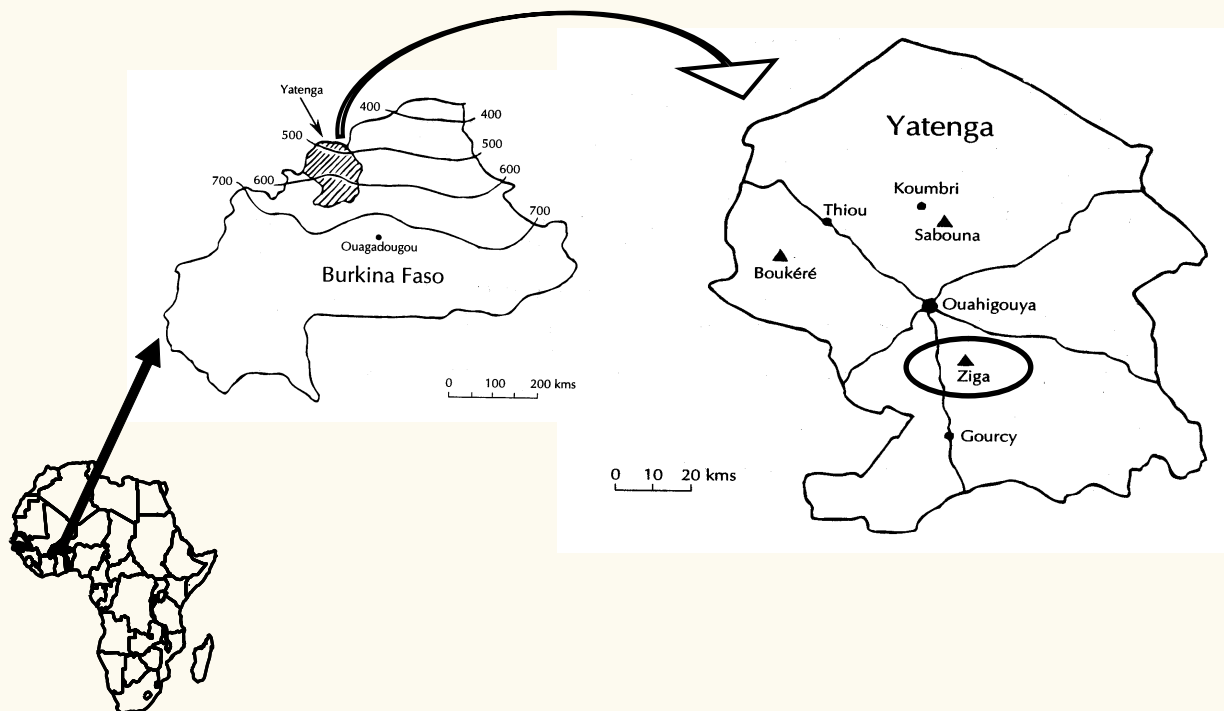 Yatenga
400
400
500
500
600
600
700
700
Ouagadougou
Burkina Faso
0 100 200 kms
Yatenga
Koumbri
Thiou
Sabouna
Boukéré
Ouahigouya
Ziga
Gourcy
0 10 20 kms